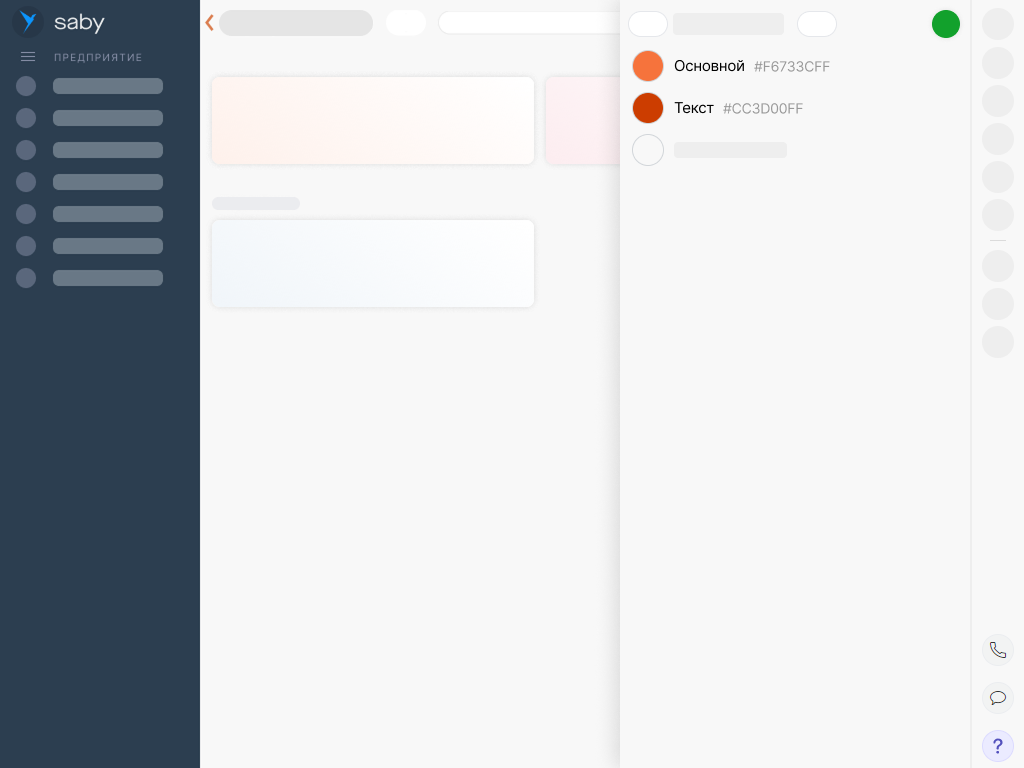 saby
ПРЕДПРИЯТИЕ
Основной #F6733CFF
Текст #CC3D00FF
?